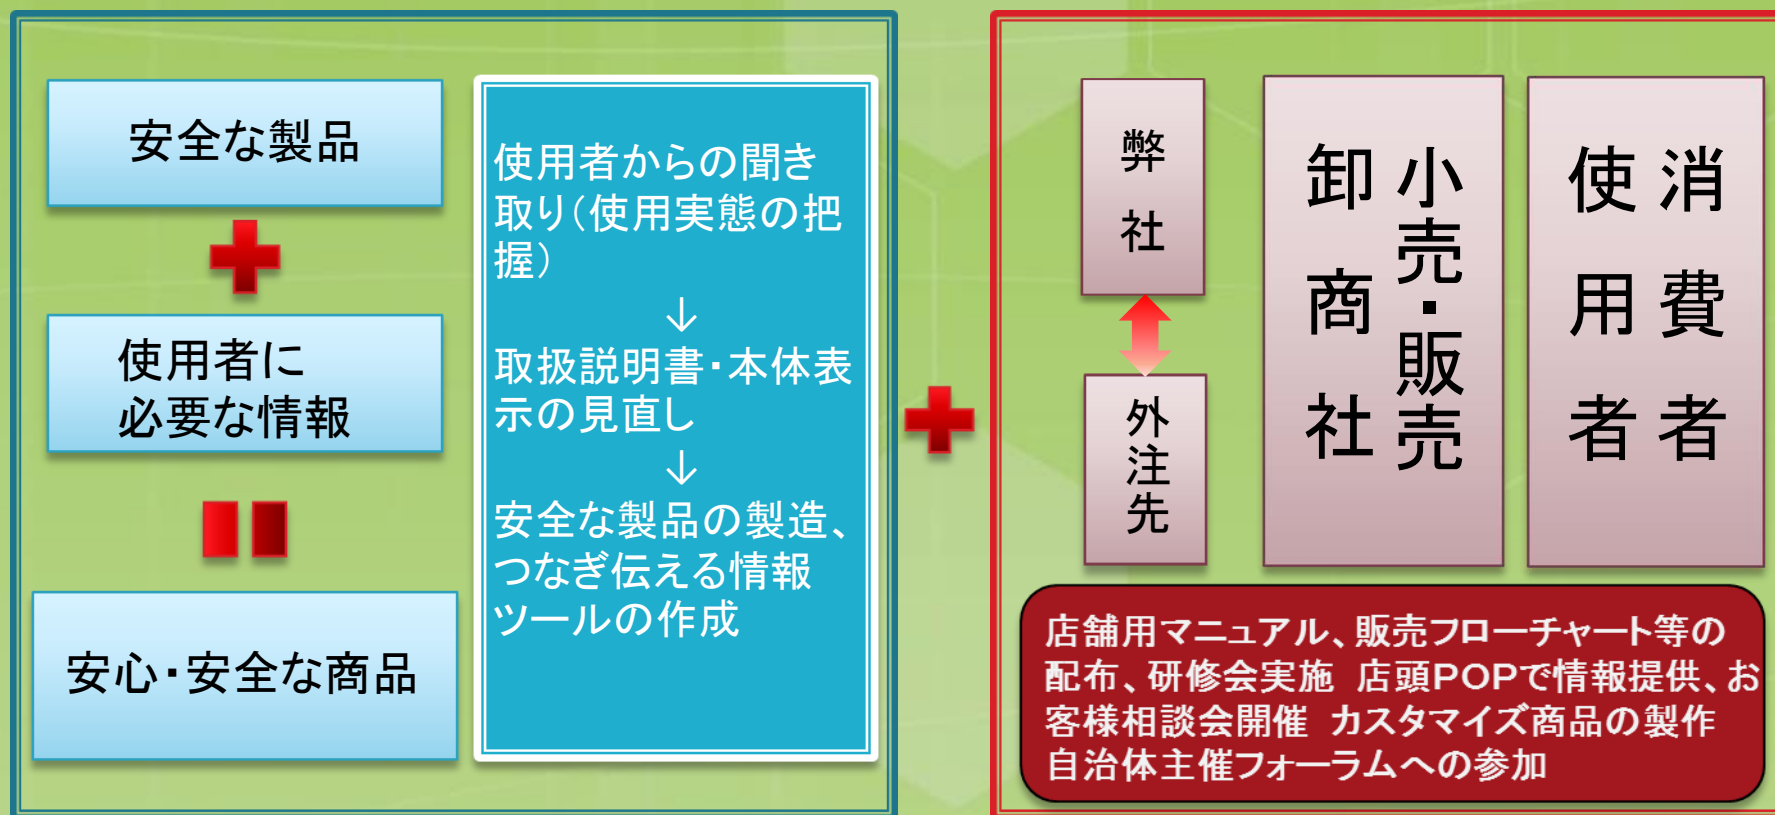 安全な製品
使用者に
必要な情報
安心・安全な商品
使用者からの聞き
取り(使用実態の把
握)
↓
取扱説明書・本体表
示の見直し
↓
安全な製品の製造、
つなぎ伝える情報
ツールの作成
弊社
外注先
小売・販売
卸商社
消費者
使用者
店舗用マニュアル、販売フローチャート等の
配布、研修会実施 店頭POPで情報提供、お
客様相談会開催 カスタマイズ商品の製作
自治体主催フォーラムへの参加